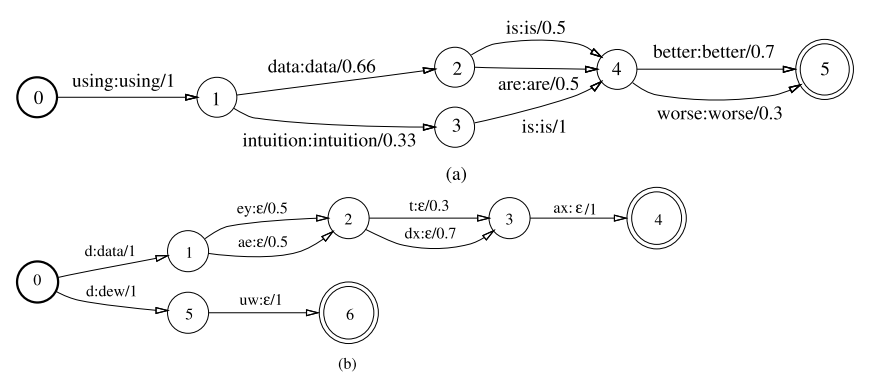 is:is/0.5
data:data/0.66
better:better/0.7
using:using/1
0
1
2
4
5
are:are/0.5
3
intuition:intuition/0.33
is:is/1
worse:worse/0.3
(a)
ey:ε/0.5
t:ε/0.3
ax: ε/1
2
3
4
ae:ε/0.5
dx:ε/0.7
d:data/1
1
0
d:dew/1
5
uw:ε/1
6
(b)